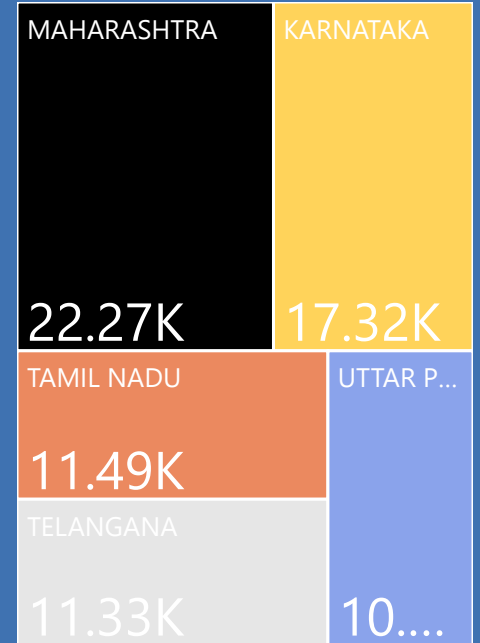 MAHARASHTRA
22.27K
KARNATAKA
17.32K
TAMIL NADU
11.49K
UTTAR P...
10....
TELANGANA
11.33K